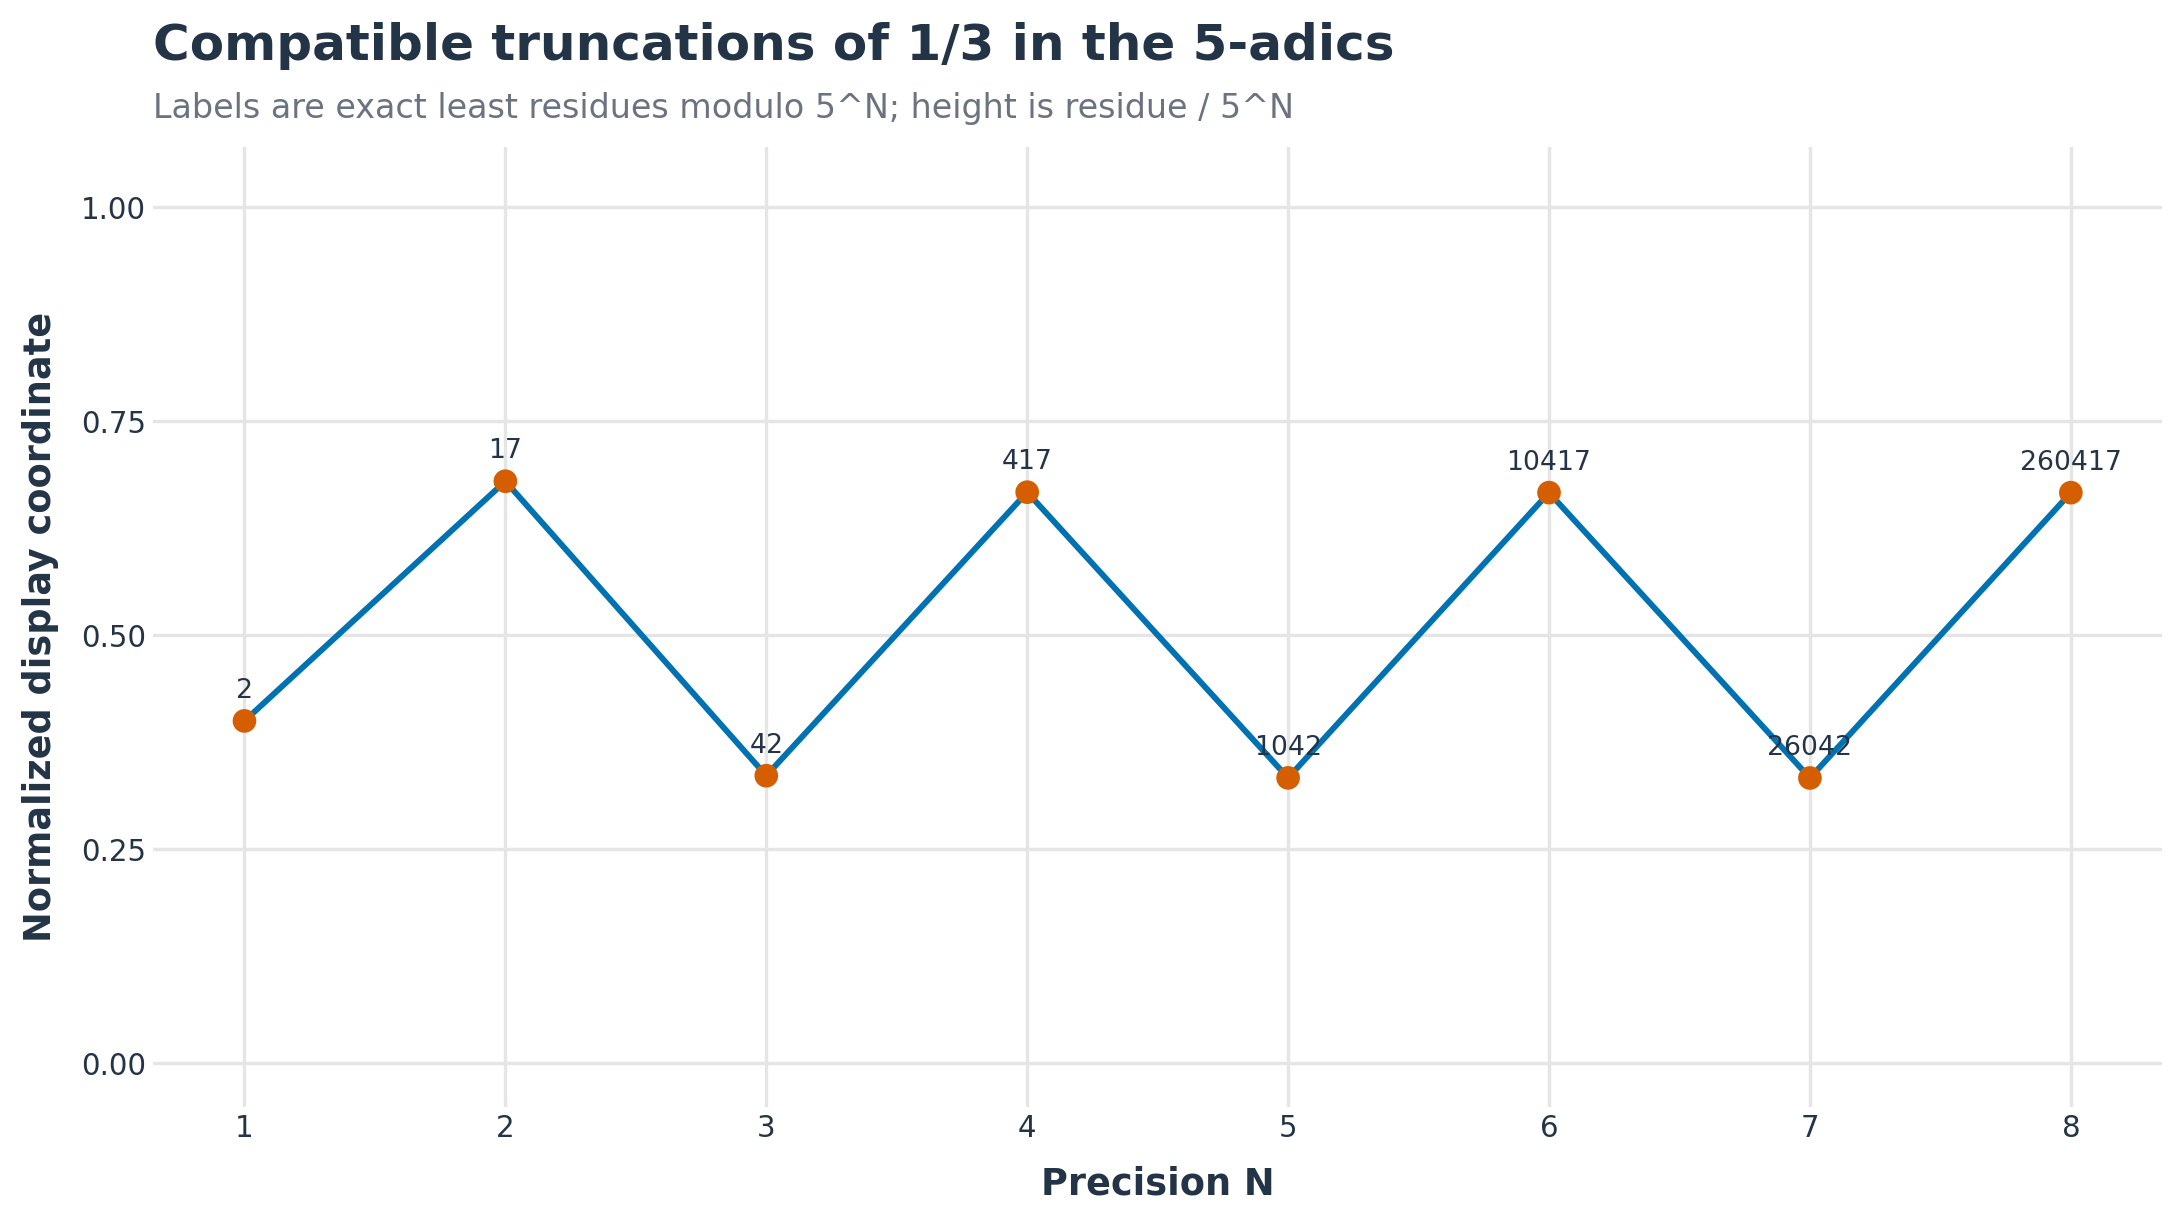 Compatible truncations of 1/3 in the 5-adics
Labels are exact least residues modulo 5^N; height is residue / 5^N
Normalized display coordinate
1.00
0.75
0.50
0.25
0.00
2
17
42
417
1042
10417
26042
260417
1 2 3 4 5 6 7 8
Precision N